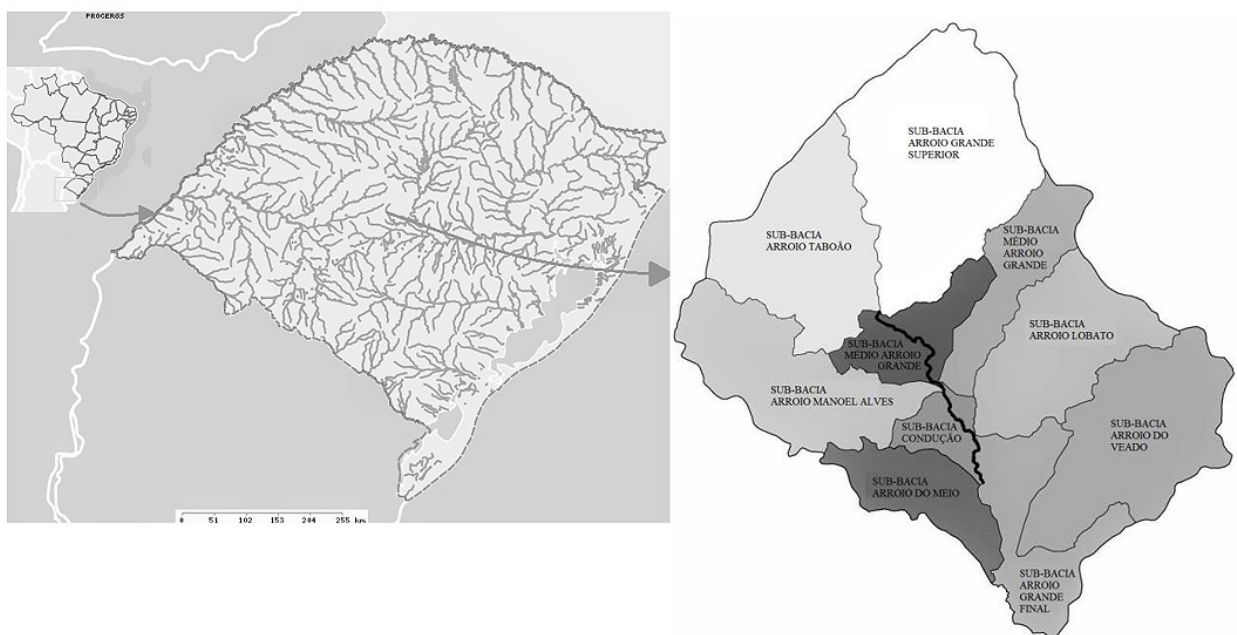 PROCERGS
0 51 102 153 204 255 km
SUB-BACIA
ARROIO GRANDE
SUPERIOR
SUB-BACIA
ARROIO TABOÃO
SUB-BACIA
MÉDIO
ARROIO
GRANDE
SUB-BACIA
ARROIO LOBATO
SUB-BACIA
MÉDIO ARROIO
GRANDE
SUB-BACIA
ARROIO MANOEL ALVES
SUB-BACIA
CONDUÇÃO
SUB-BACIA
ARROIO DO
VEADO
SUB-BACIA
ARROIO DO MEIO
SUB-BACIA
ARROIO
GRANDE
FINAL